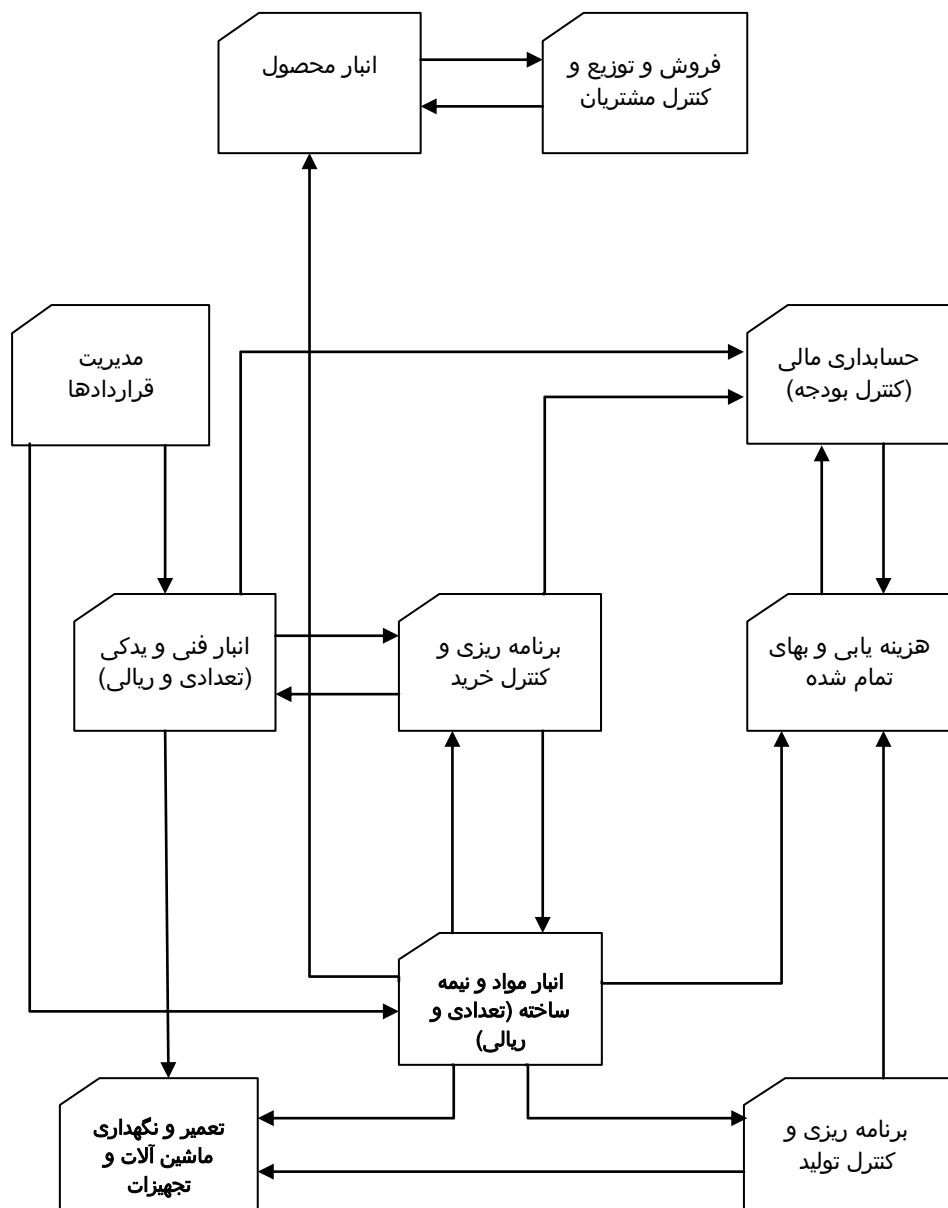 انبار محصول
فروش و توزیع و
کنترل مشتریان
مدیریت
قراردادها
حسابداری مالی
(کنترل بودجه)
انبار فنی و یدکی
(تعدادی و ریالی)
برنامه ریزی و
کنترل خرید
هزینه یابی و بهای
تمام شده
انبار مواد و نیمه
ساخته (تعدادی و
ریالی)
تعمیر و نگهداری
ماشین آلات و
تجهیزات
برنامه ریزی و
کنترل تولید